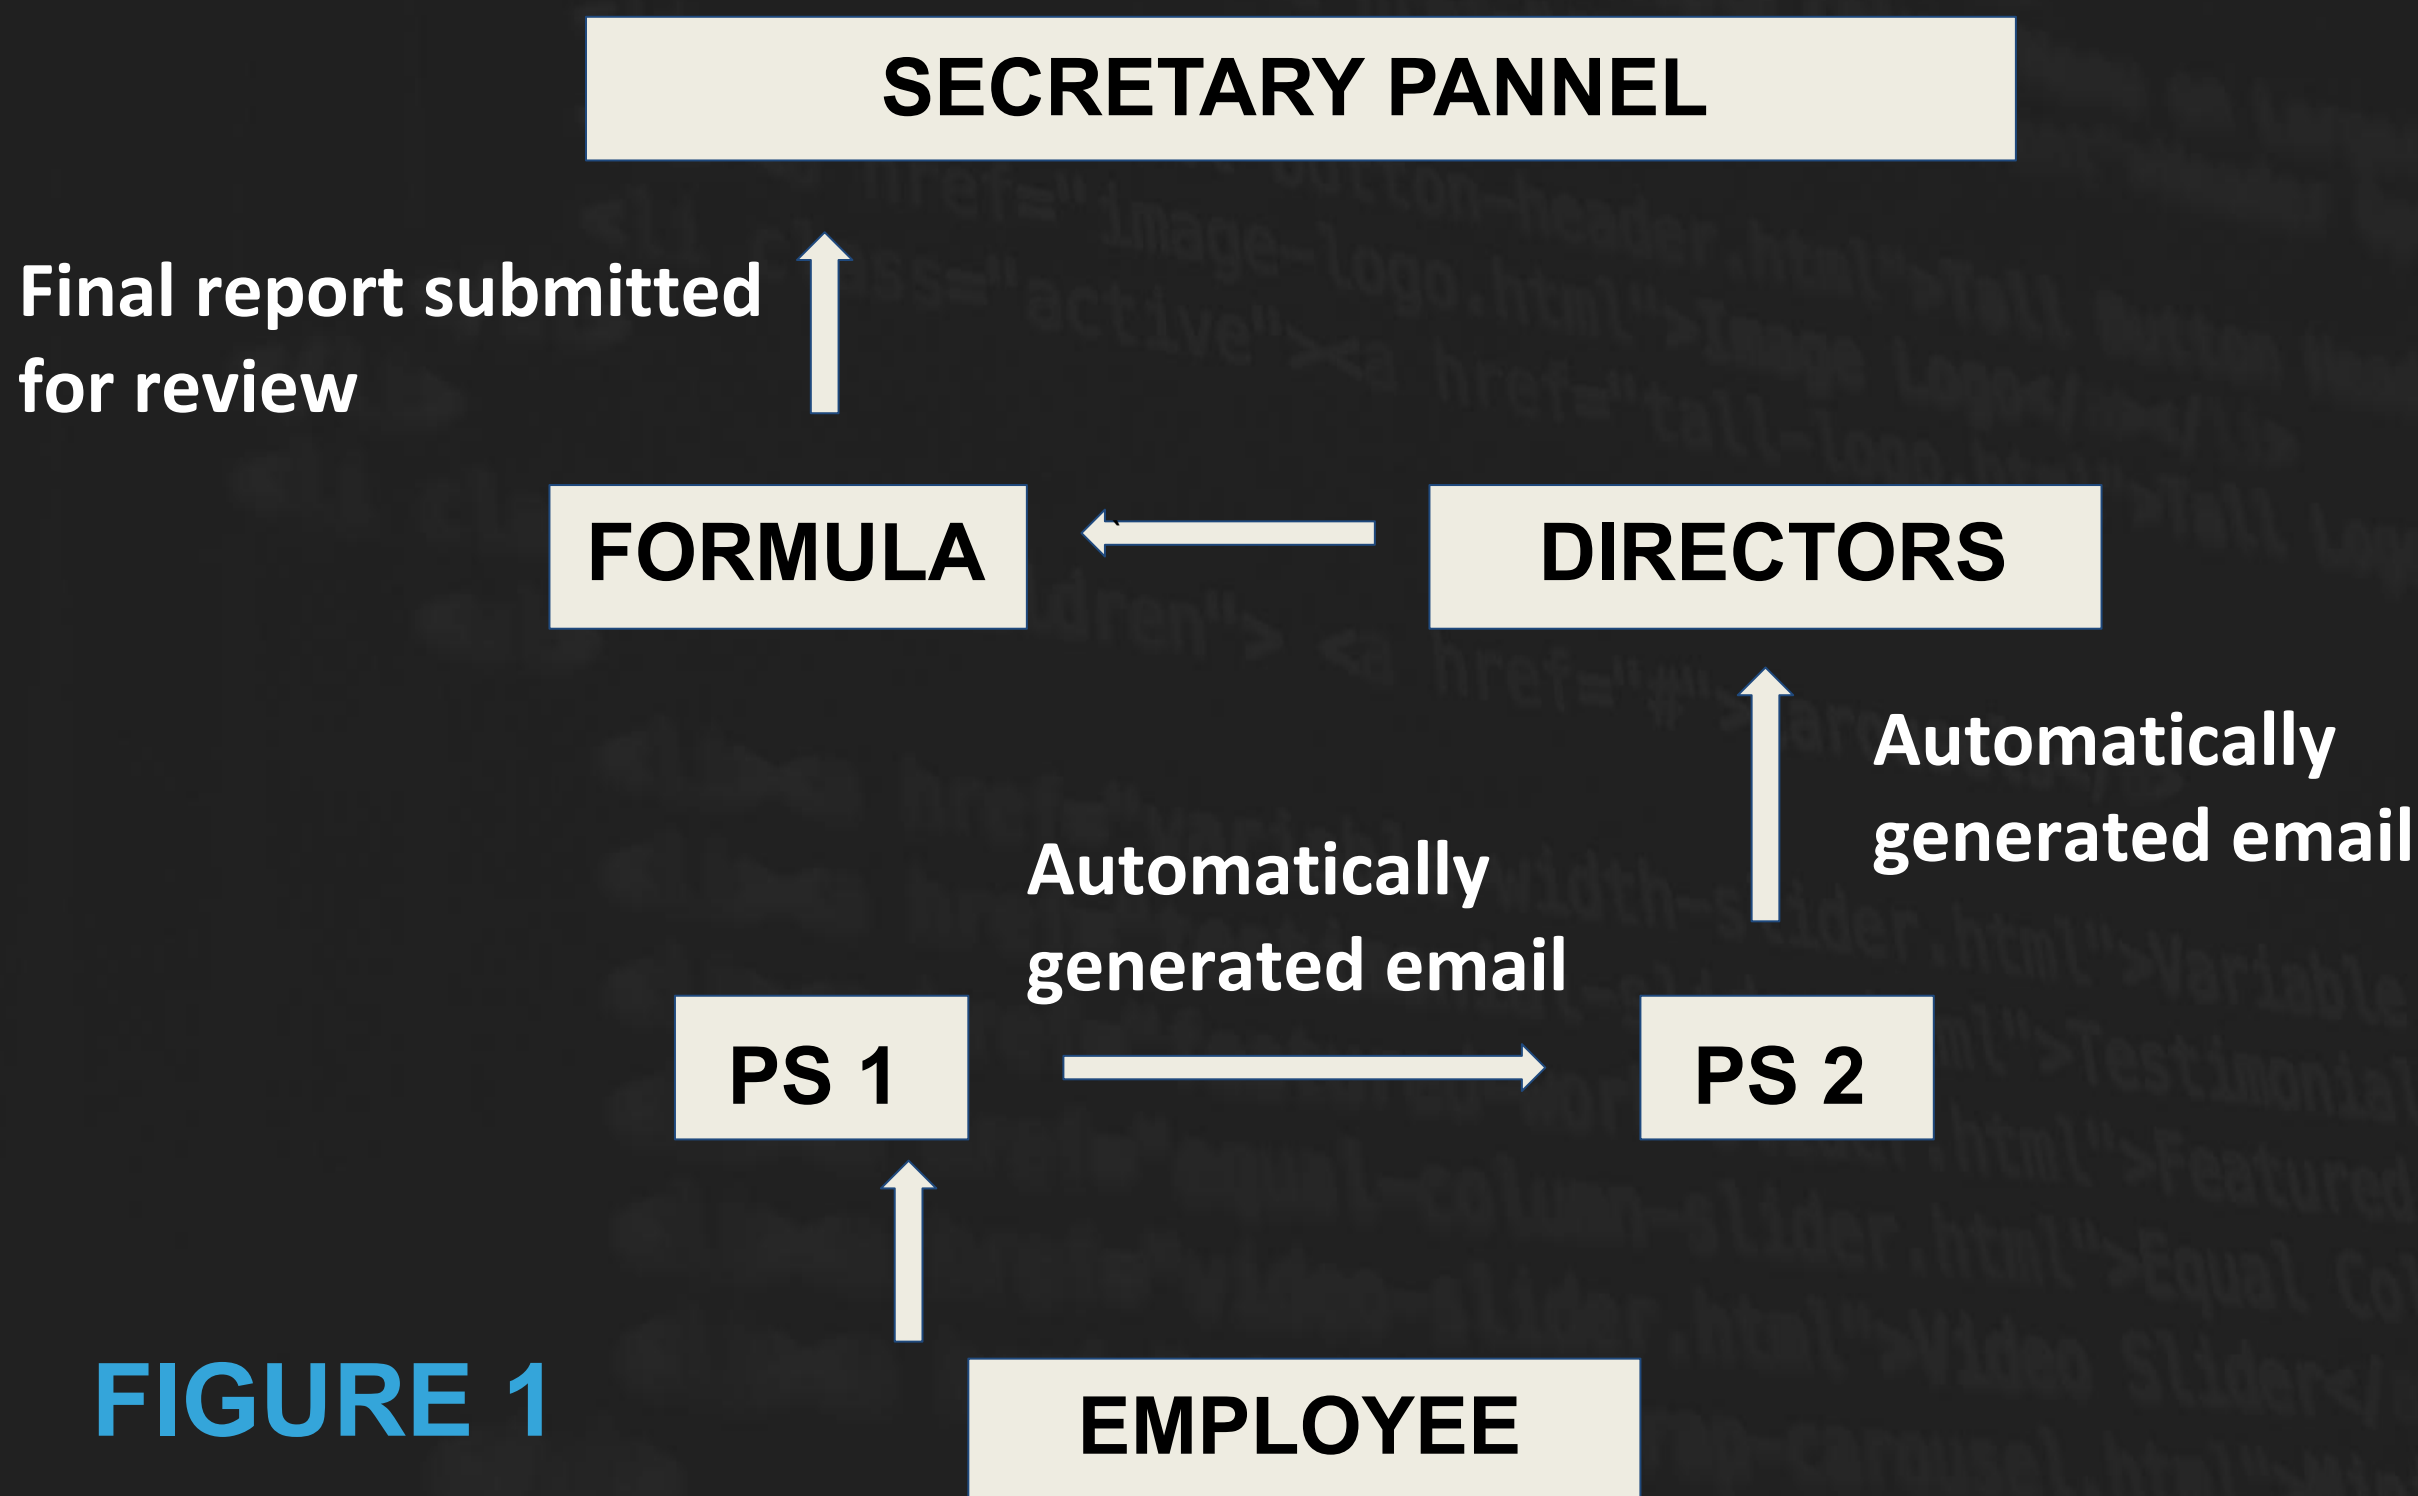 SECRETARY PANNEL
Final report submitted
for review
FORMULA
DIRECTORS
Automatically
generated email
Automatically
generated email
PS 1
PS 2
EMPLOYEE
FIGURE 1